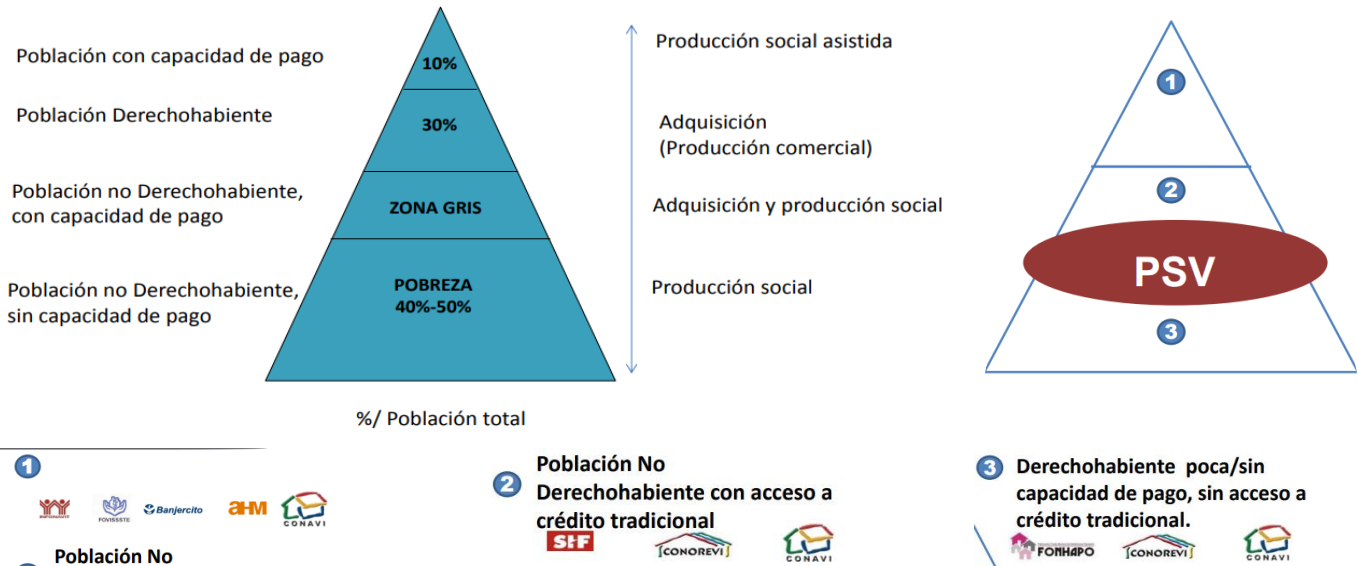 Población con capacidad de pago
10%
Producción social asistida
Población Derechohabiente
30%
Adquisición
(Producción comercial)
Población no Derechohabiente,
con capacidad de pago
ZONA GRIS
Adquisición y producción social
Población no Derechohabiente,
sin capacidad de pago
POBREZA
40%-50%
Producción social
%/ Población total
1
2
PSV
3
1
FOVISSSTE
Banjercito
aHM
CONAVI
Población No
2
Población No
Derechohabiente con acceso a
crédito tradicional
SHF
CONOREVI
CONAVI
3
Derechohabiente poca/sin
capacidad de pago, sin acceso a
crédito tradicional.
FONHAPO
CONOREVI
CONAVI